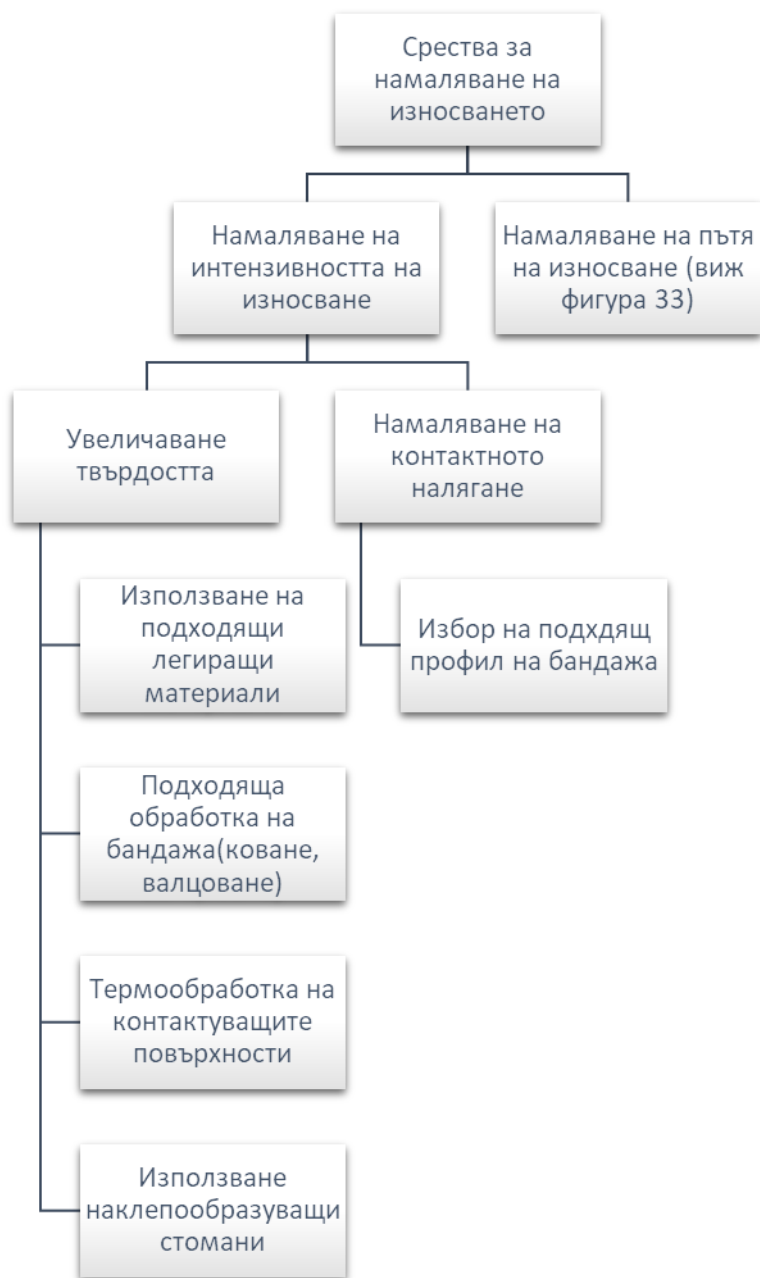 Срества за
намаляване на
износването
Намаляване на
интензивността на
износване
Намаляване на пътя
на износване (виж
фигура 33)
Увеличаване
твърдостта
Намаляване на
контактното
налягане
Използване на
подходящи
легиращи
материали
Избор на подхдящ
профил на бандажа
Подходяща
обработка на
бандажа(коване,
валцоване)
Термообработка на
контактуващите
повърхности
Използване
наклепообразуващи
стомани